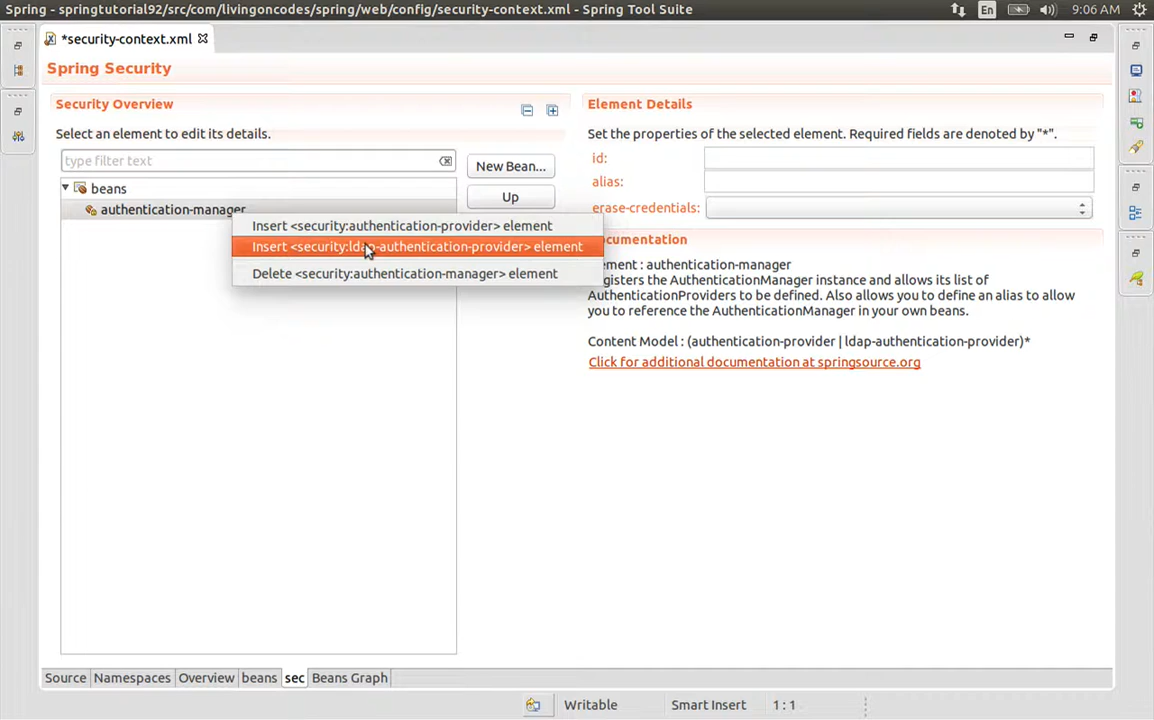 Spring - springtutorial92/src/com/livingoncodes/spring/web/config/security-context.xml - Spring Tool Suite
En
9:06 AM
*security-context.xml
Spring Security
Security Overview
Select an element to edit its details.
type filter text
New Bean...
Up
beans
authentication-manager
Insert <security:authentication-provider> element
Insert <security:ldap-authentication-provider> element
Delete <security:authentication-manager> element
Element Details
Set the properties of the selected element. Required fields are denoted by "*".
id:
alias:
erase-credentials:
ocumentation
ement : authentication-manager
egisters the AuthenticationManager instance and allows its list of
AuthenticationProviders to be defined. Also allows you to define an alias to allow
you to reference the AuthenticationManager in your own beans.
Content Model : (authentication-provider | ldap-authentication-provider)*
Click for additional documentation at springsource.org
Source
Namespaces
Overview
beans
sec
Beans Graph
Writable
Smart Insert
1 : 1